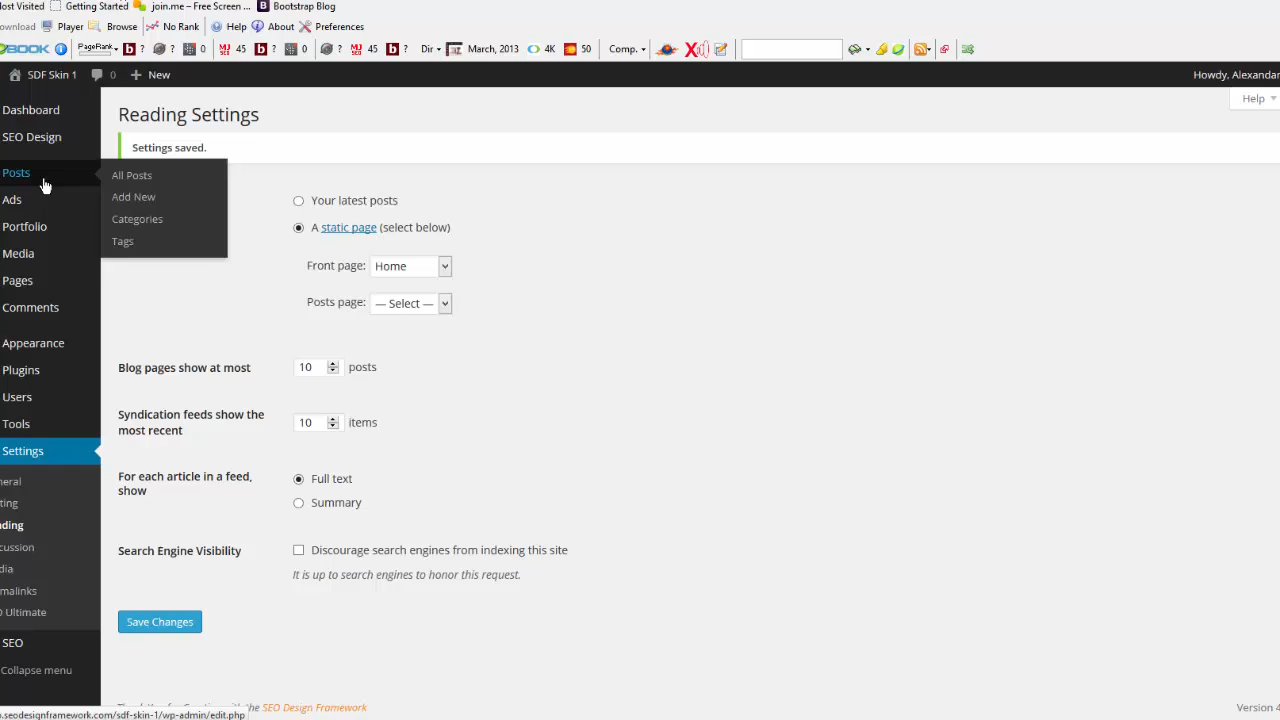 Most Visited Getting Started join.me – Free Screen ... Bootstrap Blog
Download Player Browse No Rank Help About Preferences
BOOK PageRank ? ? 0 45 ? 0 ? 45 ? Dir March, 2013 4K 50 Comp.
SDF Skin 1 0 New Howdy, Alexandar
Help
Dashboard
SEO Design
Posts
All Posts
Add New
Categories
Tags
Ads
Portfolio
Media
Pages
Comments
Appearance
Plugins
Users
Tools
Settings
neral
ting
ading
cussion
dia
malinks
O Ultimate
SEO
Collapse menu
Reading Settings
Settings saved.
Your latest posts
A static page (select below)
Front page: Home
Posts page: — Select —
Blog pages show at most 10 posts
Syndication feeds show the
most recent
10 items
For each article in a feed,
show
Full text
Summary
Search Engine Visibility
Discourage search engines from indexing this site
It is up to search engines to honor this request.
Save Changes
the SEO Design Framework
Version 4
o.seodesignframework.com/sdf-skin-1/wp-admin/edit.php